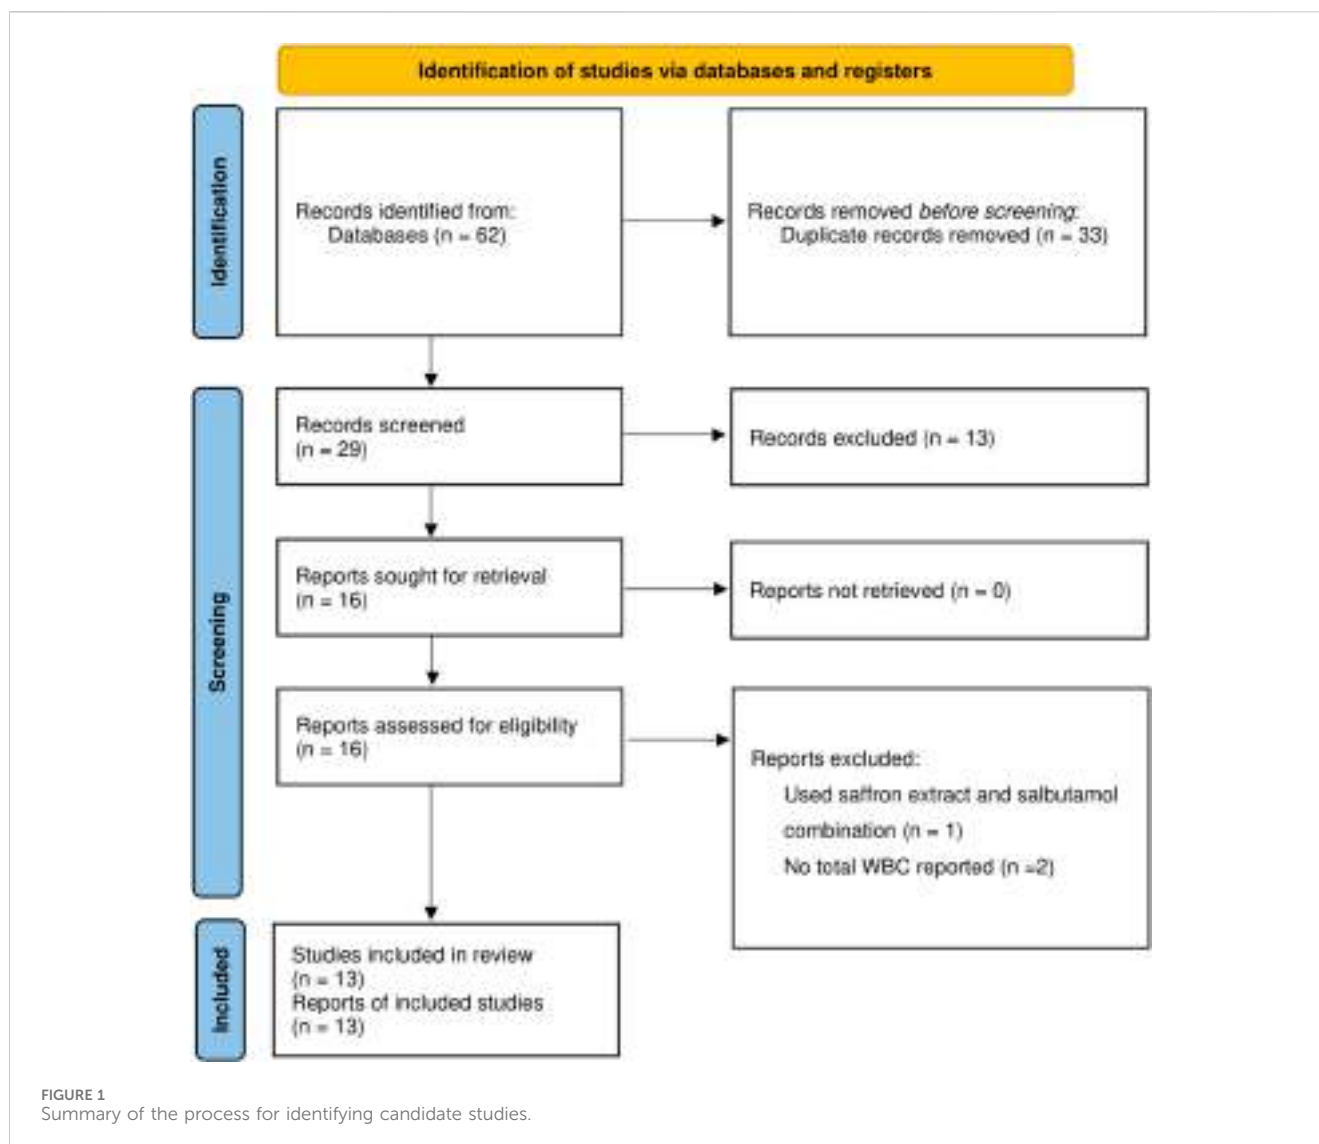 Identification of studies via databases and registers
Identification
Records identified from:
Databases (n = 62)
Records removed before screening:
Duplicate records removed (n = 33)
Screening
Records screened
(n = 29)
Records excluded (n = 13)
Reports sought for retrieval
(n = 16)
Reports not retrieved (n = 0)
Reports assessed for eligibility
(n = 16)
Reports excluded:
Used saffron extract and salbutamol
combination (n = 1)
No total WBC reported (n =2)
Included
Studies included in review
(n = 13)
Reports of included studies
(n = 13)
FIGURE 1
Summary of the process for identifying candidate studies.